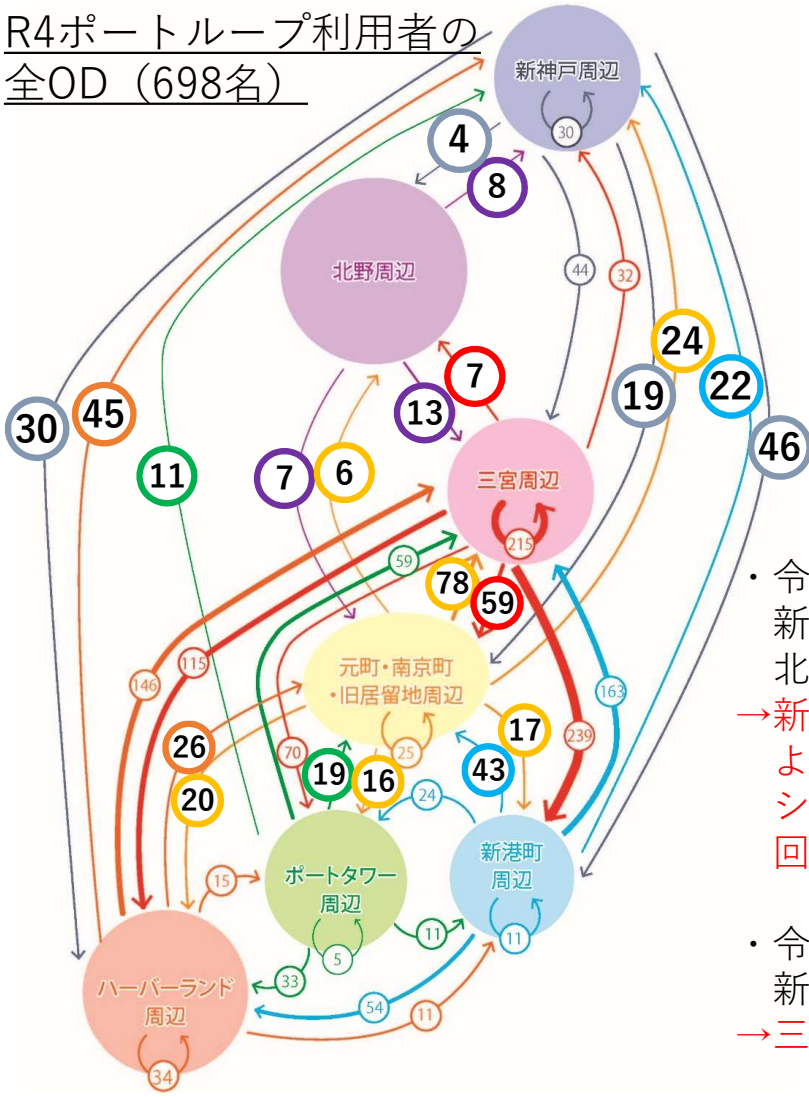 R4ポートループ利用者の
全OD（698名）
新神戸周辺
30
4
8
北野周辺
44
32
24
7
19
22
13
30
45
46
11
7
6
三宮周辺
215
59
78
59
・令
新
北
→新
よ
シ
回
元町・南京町
・旧居留地周辺
146
115
163
17
26
25
239
70
19
16
43
20
24
15
ポートタワー
周辺
新港町
周辺
11
11
5
・令
新
→三
33
ハーバーランド
周辺
54
11
34